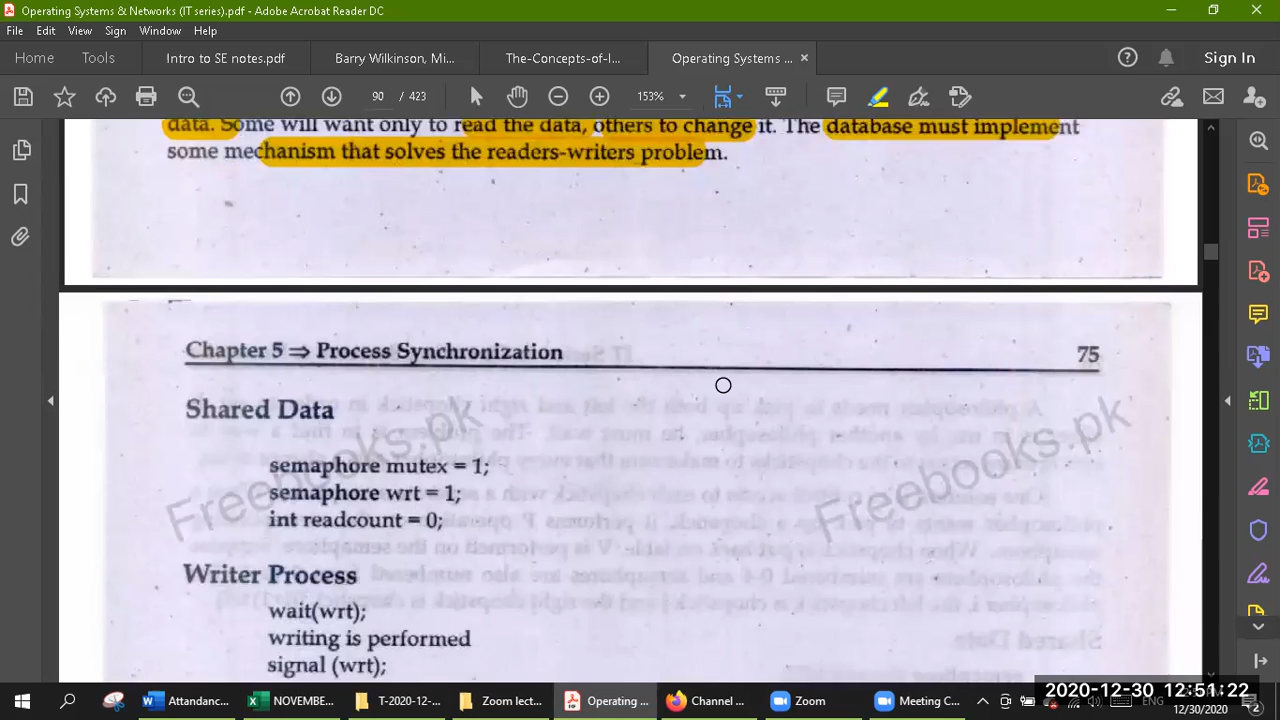 Operating Systems & Networks (IT series).pdf - Adobe Acrobat Reader DC
File Edit View Sign Window Help
Home Tools Intro to SE notes.pdf Barry Wilkinson, Mi... The-Concepts-of-I... Operating Systems ... × Sign In
90 / 423 153%
data. Some will want only to read the data, others to change it. The database must implement
some mechanism that solves the readers-writers problem.
Chapter 5 ⇒ Process Synchronization 75
Shared Data
semaphore mutex = 1;
semaphore wrt = 1;
int readcount = 0;
Freebooks.pk Freebooks.pk
Writer Process
wait(wrt);
writing is performed
signal (wrt);
Attandanc... NOVEMBE... T-2020-12-... Zoom lect... Operating ... Channel ... Zoom Meeting C... ENG
2020-12-30 12:51:22
12/30/2020 2